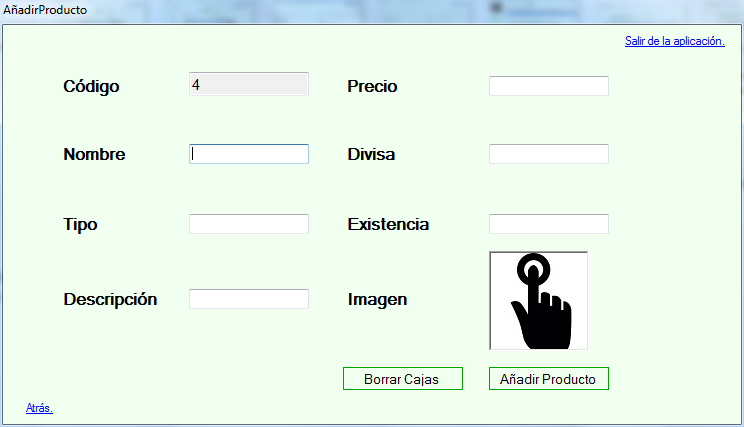 AñadirProducto
Salir de la aplicación.
Código 4 Precio
Nombre Divisa
Tipo Existencia
Descripción Imagen
Borrar Cajas Añadir Producto
Atrás.